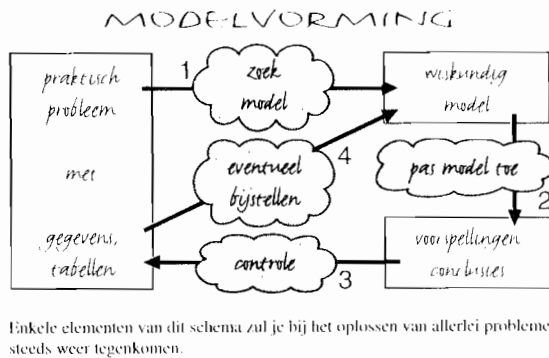 MODELVORMING
praktisch
probleem
met
gegevens,
tabellen
1
zoek
model
wiskundig
model
eventueel
bijstellen
4
pas model toe
2
controle
3
voorspellingen
conclusies
Enkele elementen van dit schema zul je bij het oplossen van allerlei probleme
steeds weer tegenkomen.